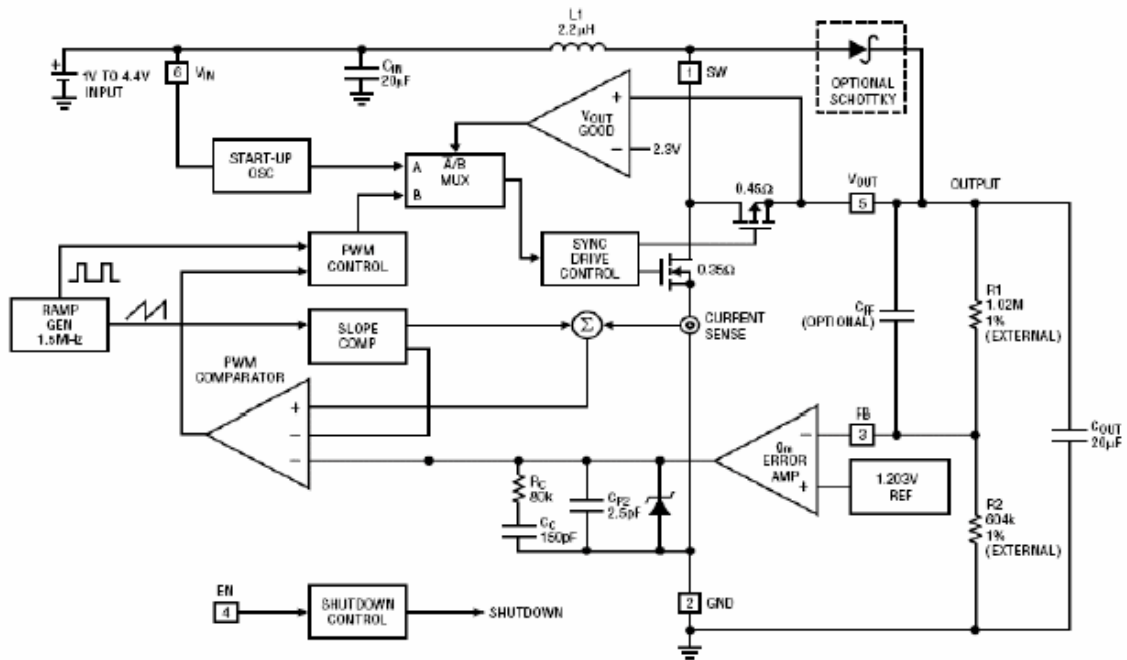 L1
2.2μH
1V TO 4.4V
INPUT
+
6
VIN
CIN
20μF
1
SW
OPTIONAL
SCHOTTKY
START-UP
OSC
A
B
A/B
MUX
VOUT
GOOD
+
−
2.3V
0.45Ω
VOUT
5
OUTPUT
PWM
CONTROL
SYNC
DRIVE
CONTROL
0.35Ω
RAMP
GEN
1.5MHz
SLOPE
COMP
Σ
CURRENT
SENSE
CFF
(OPTIONAL)
R1
1.02M
1%
(EXTERNAL)
PWM
COMPARATOR
+
−
−
FB
3
−
gm
ERROR
AMP
+
1.203V
REF
COUT
20μF
RC
80k
CC
150pF
CP2
2.5pF
R2
604k
1%
(EXTERNAL)
EN
4
SHUTDOWN
CONTROL
SHUTDOWN
2
GND